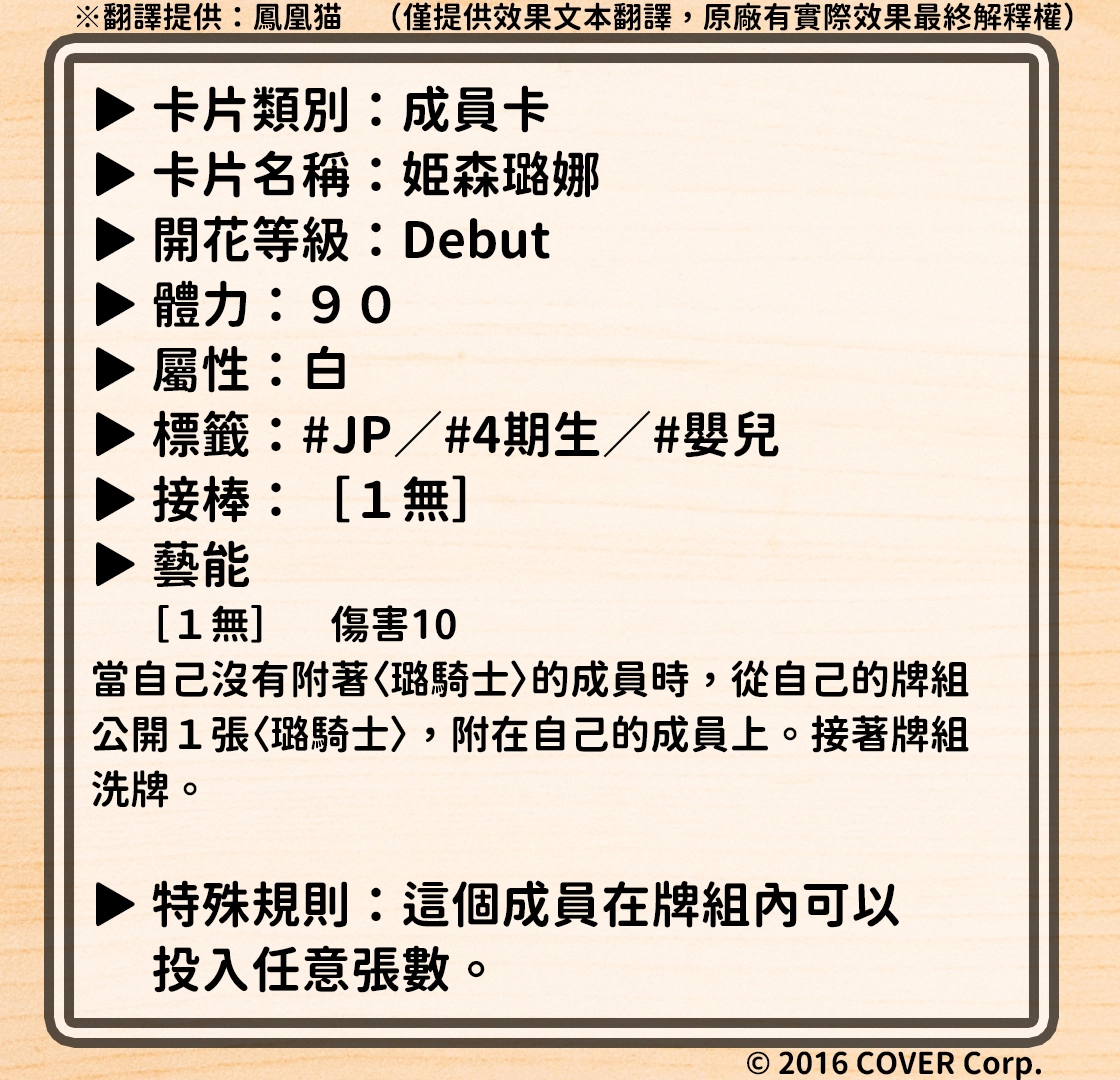 ※翻譯提供：鳳凰猫　（僅提供效果文本翻譯，原廠有實際效果最終解釋權）
▶ 卡片類別：成員卡
▶ 卡片名稱：姫森璐娜
▶ 開花等級：Debut
▶ 體力：９０
▶ 屬性：白
▶ 標籤：#JP／#4期生／#嬰兒
▶ 接棒：［１無］
▶ 藝能
［１無］　傷害10
當自己沒有附著〈璐騎士〉的成員時，從自己的牌組
公開１張〈璐騎士〉，附在自己的成員上。接著牌組
洗牌。
▶ 特殊規則：這個成員在牌組內可以
投入任意張數。
© 2016 COVER Corp.